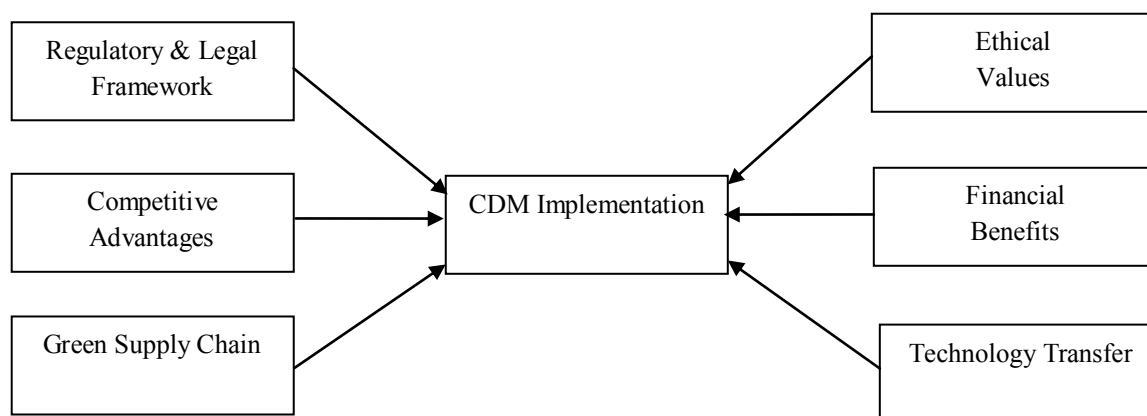 Regulatory & Legal
Framework
Competitive
Advantages
Green Supply Chain
CDM Implementation
Ethical
Values
Financial
Benefits
Technology Transfer